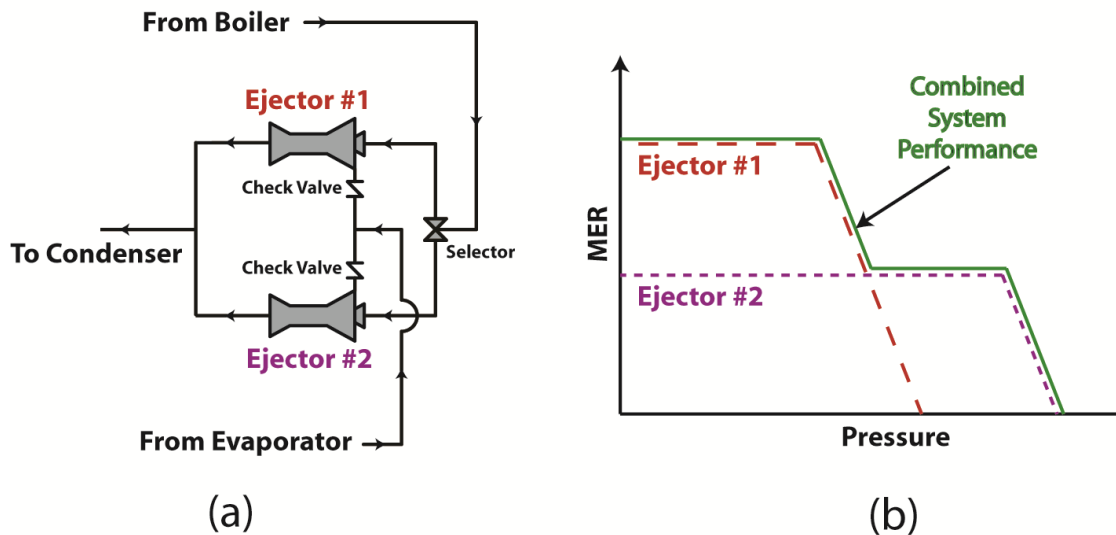 From Boiler
Ejector #1
Check Valve
To Condenser
Selector
Check Valve
Ejector #2
From Evaporator
(a)
Combined
System
Performance
Ejector #1
MER
Ejector #2
Pressure
(b)